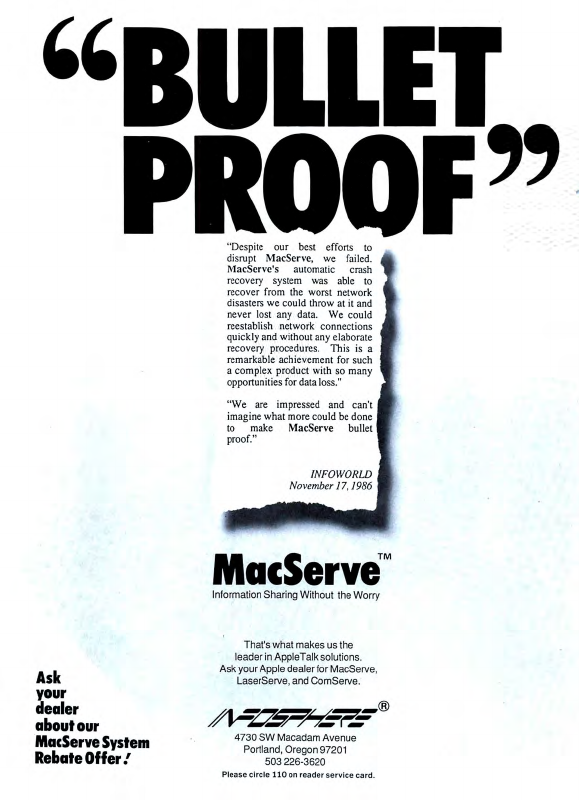 “BULLET
PROOF”
“Despite our best efforts to
disrupt MacServe, we failed.
MacServe's automatic crash
recovery system was able to
recover from the worst network
disasters we could throw at it and
never lost any data. We could
reestablish network connections
quickly and without any elaborate
recovery procedures. This is a
remarkable achievement for such
a complex product with so many
opportunities for data loss."
“We are impressed and can't
imagine what more could be done
to make MacServe bullet
proof.”
INFOWORLD
November 17, 1986
MacServe™
Information Sharing Without the Worry
That's what makes us the
leader in AppleTalk solutions.
Ask your Apple dealer for MacServe,
LaserServe, and ComServe.
Ask
your
dealer
about our
MacServe System
Rebate Offer!
INFOSPHERE®
4730 SW Macadam Avenue
Portland, Oregon 97201
503 226-3620
Please circle 110 on reader service card.